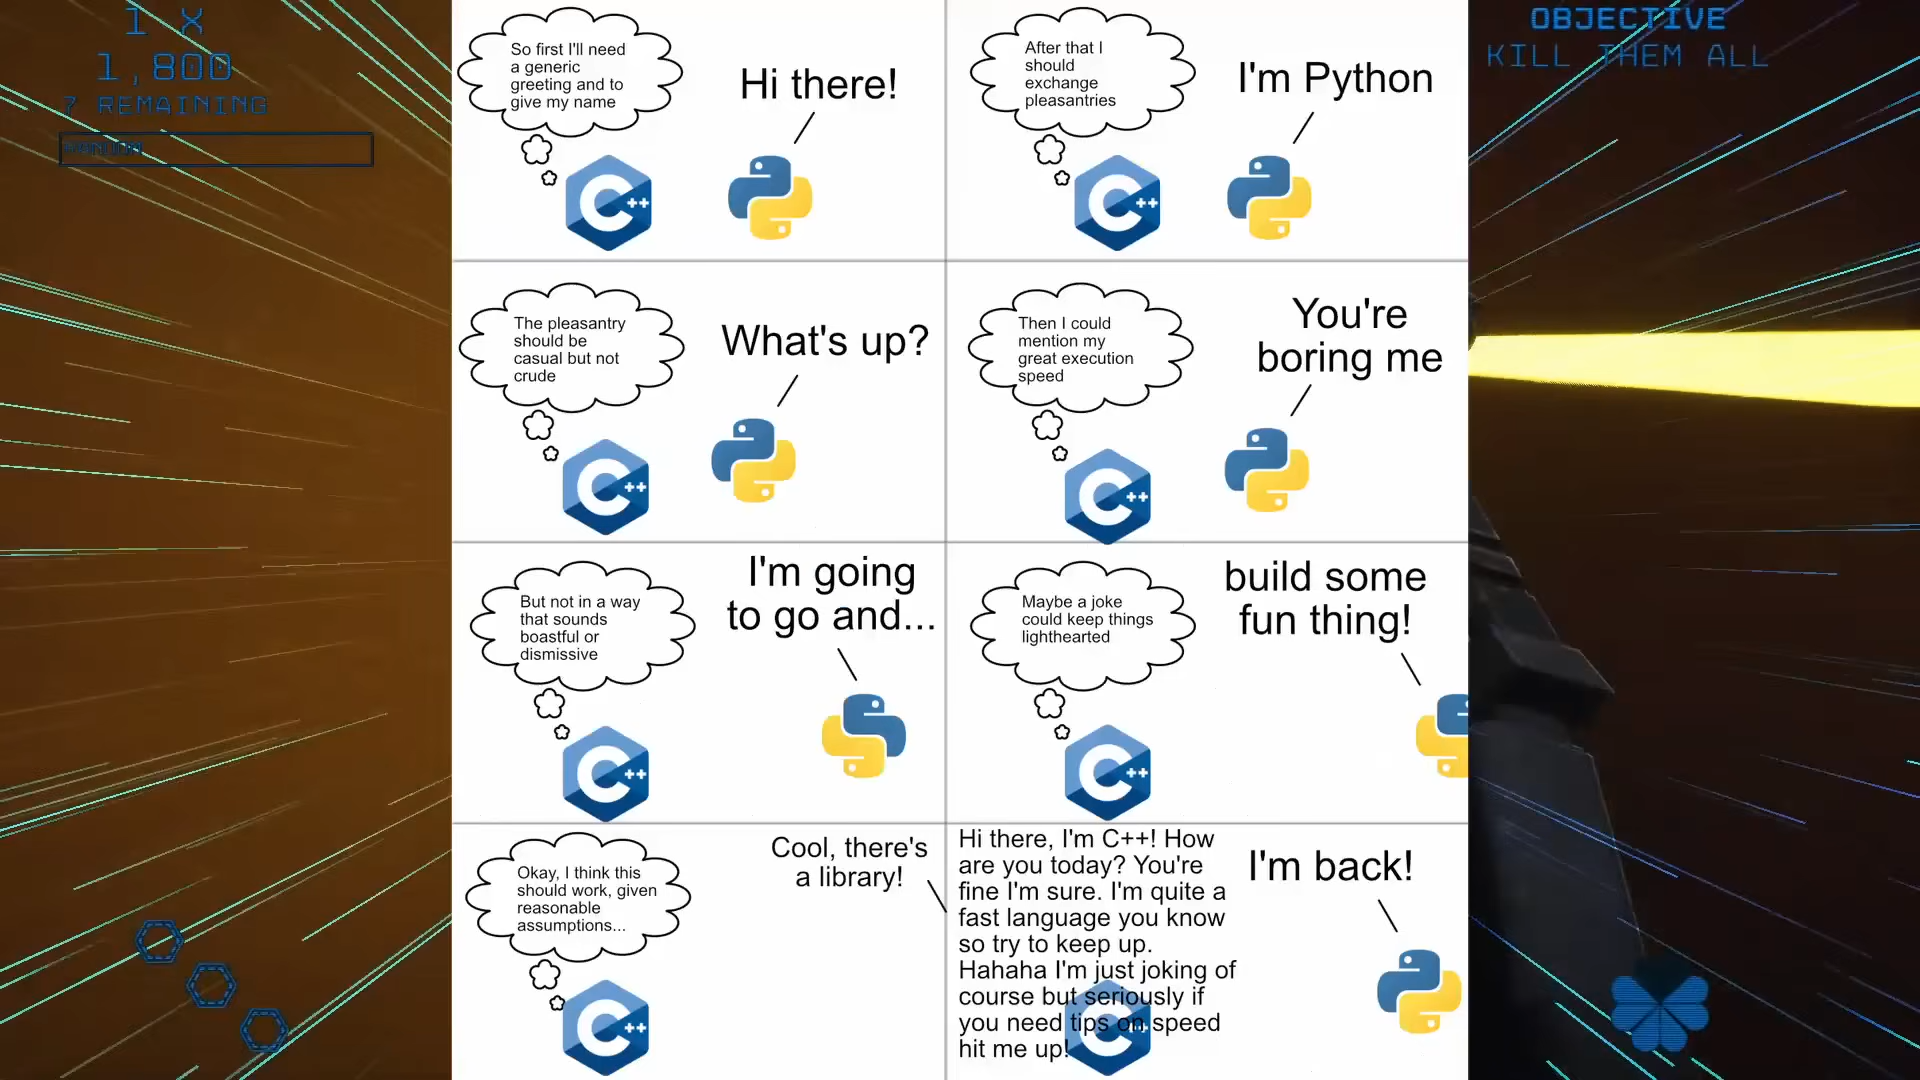 1 X
1,800
7 REMAINING
OBJECTIVE
KILL THEM ALL
So first I'll need
a generic
greeting and to
give my name
Hi there!
After that I
should
exchange
pleasantries
I'm Python
The pleasantry
should be
casual but not
crude
What's up?
Then I could
mention my
great execution
speed
You're
boring me
But not in a way
that sounds
boastful or
dismissive
I'm going
to go and...
Maybe a joke
could keep things
lighthearted
build some
fun thing!
Okay, I think this
should work, given
reasonable
assumptions...
Cool, there's
a library!
Hi there, I'm C++! How
are you today? You're
fine I'm sure. I'm quite a
fast language you know
so try to keep up.
Hahaha I'm just joking of
course but seriously if
you need tips on speed
hit me up!
I'm back!
C++
C++
C++
C++
C++
C++
C++
C++